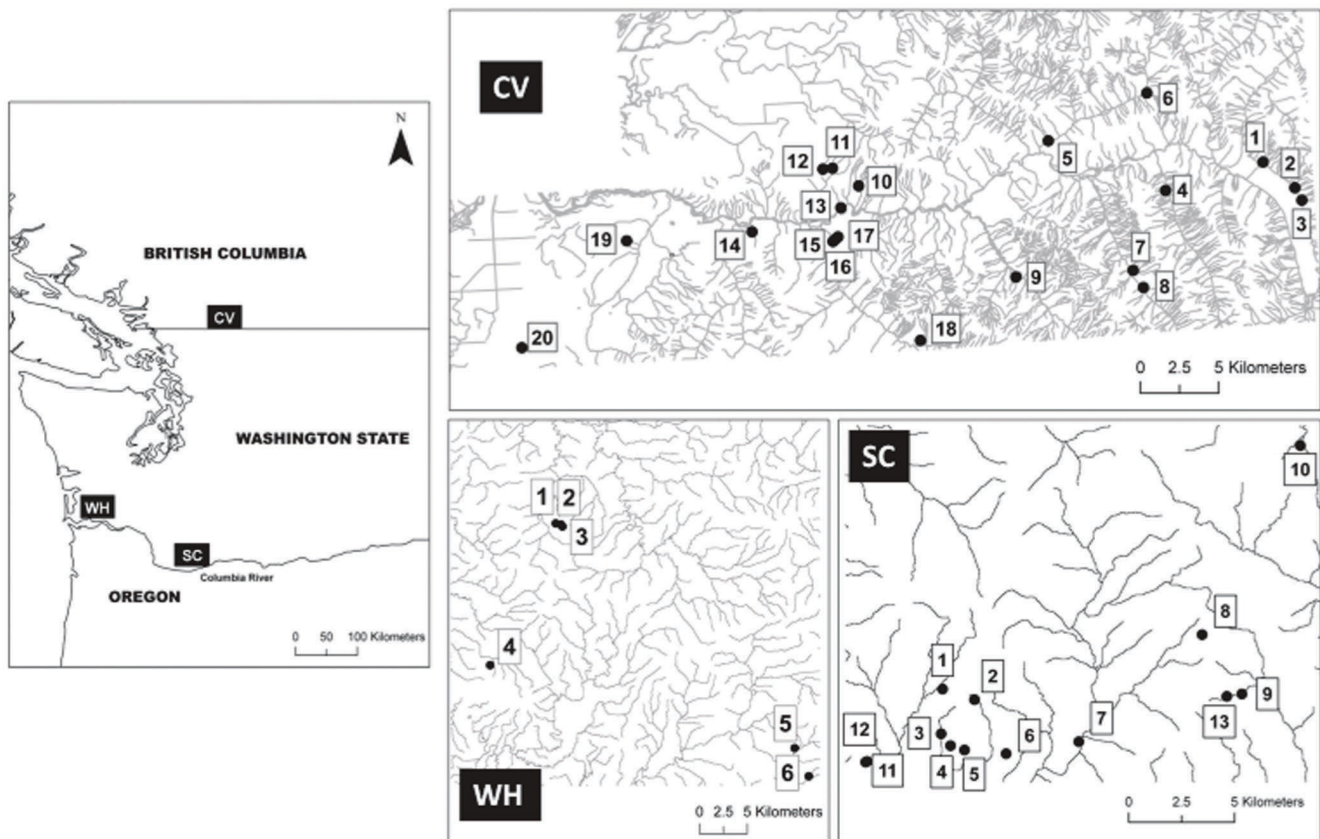 N
BRITISH COLUMBIA
CV
WASHINGTON STATE
WH
SC
Columbia River
OREGON
0 50 100 Kilometers
CV
6
1
11
12
5
2
10
4
13
3
19
14
15
17
7
16
9
8
18
20
0 2.5 5 Kilometers
1 2
3
4
5
6
WH
0 2.5 5 Kilometers
SC
10
8
1
2
9
12
3
6
7
13
11
4
5
0 2.5 5 Kilometers